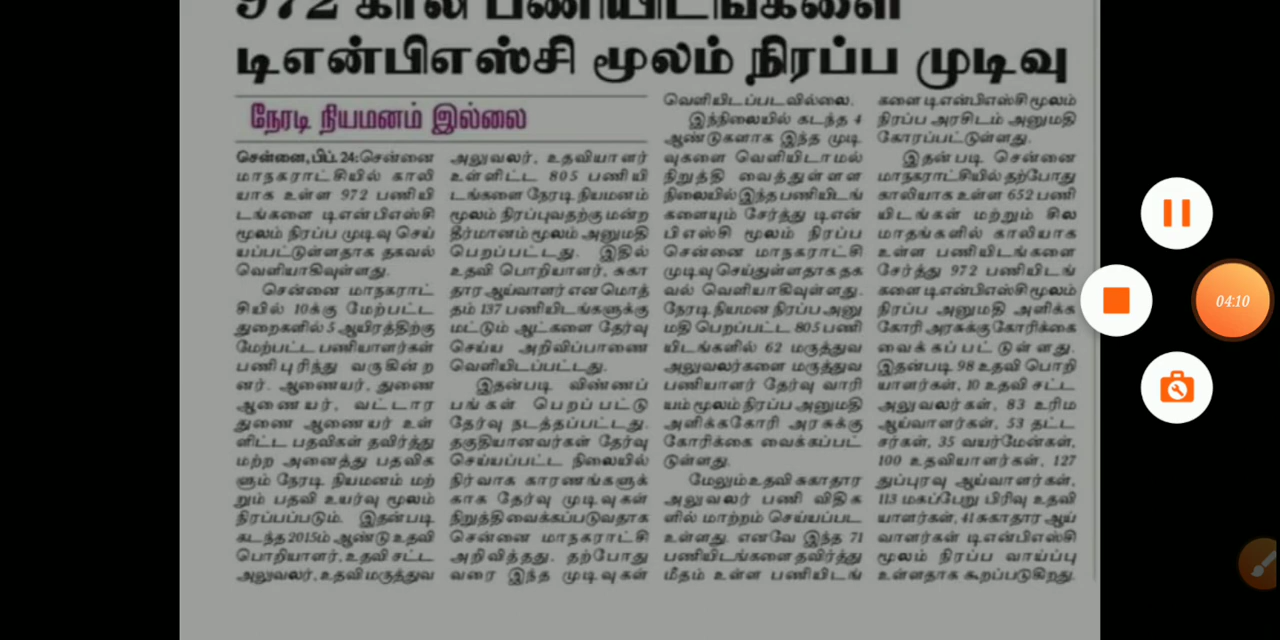 972 காலி பணியிடங்களை
டிஎன்பிஎஸ்சி மூலம் நிரப்ப முடிவு
நேரடி நியமனம் இல்லை
சென்னை, பிப். 24: சென்னை
மாநகராட்சியில் காலி
யாக உள்ள 972 பணியி
டங்களை டிஎன்பிஎஸ்சி
மூலம் நிரப்ப முடிவு செய்
யப்பட்டுள்ளதாக தகவல்
வெளியாகிவுள்ளது.
சென்னை மாநகராட்
சியில் 10க்கு மேற்பட்ட
துறைகளில் 5 ஆயிரத்திற்கு
மேற்பட்ட பணியாளர்கள்
பணிபுரிந்து வருகின்ற
னர். ஆணையர், துணை
ஆணையர், வட்டார
துணை ஆணையர் உள்
ளிட்ட பதவிகள் தவிர்த்து
மற்ற அனைத்து பதவிக
ளும் நேரடி நியமனம் மற்
றும் பதவி உயர்வு மூலம்
நிரப்பப்படும். இதன்படி
கடந்த 2015ம் ஆண்டு உதவி
பொறியாளர், உதவி சட்ட
அலுவலர், உதவி மருத்துவ
அலுவலர், உதவியாளர்
உள்ளிட்ட 805 பணியி
டங்களை நேரடி நியமனம்
மூலம் நிரப்புவதற்கு மன்ற
தீர்மானம் மூலம் அனுமதி
பெறப்பட்டது. இதில்
உதவி பொறியாளர், சுகா
தார ஆய்வாளர் என மொத்
தம் 137 பணியிடங்களுக்கு
மட்டும் ஆட்களை தேர்வு
செய்ய அறிவிப்பாணை
வெளியிடப்பட்டது.
இதன்படி விண்ணப்
பங்கள் பெறப்பட்டு
தேர்வு நடத்தப்பட்டது.
தகுதியானவர்கள் தேர்வு
செய்யப்பட்ட நிலையில்
நிர்வாக காரணங்களுக்
காக தேர்வு முடிவுகள்
நிறுத்தி வைக்கப்படுவதாக
சென்னை மாநகராட்சி
அறிவித்தது. தற்போது
வரை இந்த முடிவுகள்
வெளியிடப்படவில்லை.
இந்நிலையில் கடந்த 4
ஆண்டுகளாக இந்த முடி
வுகளை வெளியிடாமல்
நிறுத்தி வைத்துள்ளன
நிலையில் இந்த பணியிடங்
களையும் சேர்த்து டிஎன்
பிஎஸ்சி மூலம் நிரப்ப
சென்னை மாநகராட்சி
முடிவு செய்துள்ளதாக தக
வல் வெளியாகிவுள்ளது.
நேரடி நியமன நிரப்ப அனு
மதி பெறப்பட்ட 805 பணி
யிடங்களில் 62 மருத்துவ
அலுவலர்களை மருத்துவ
பணியாளர் தேர்வு வாரி
யம் மூலம் நிரப்ப அனுமதி
அளிக்ககோரி அரசுக்கு
கோரிக்கை வைக்கப்பட்
டுள்ளது.
மேலும் உதவி சுகாதார
அலுவலர் பணி விதிக
ளில் மாற்றம் செய்யப்பட
உள்ளது. எனவே இந்த 71
பணியிடங்களை தவிர்த்து
மீதம் உள்ள பணியிடங்
களை டிஎன்பிஎஸ்சி மூலம்
நிரப்ப அரசிடம் அனுமதி
கோரப்பட்டுள்ளது.
இதன்படி சென்னை
மாநகராட்சியில் தற்போது
காலியாக உள்ள 652 பணி
யிடங்கள் மற்றும் சில
மாதங்களில் காலியாக
உள்ள பணியிடங்களை
சேர்த்து 972 பணியிடங்
களை டிஎன்பிஎஸ்சி மூலம்
நிரப்ப அனுமதி அளிக்க
கோரி அரசுக்கு கோரிக்கை
வைக்கப்பட்டுள்ளது.
இதன்படி 98 உதவி பொறி
யாளர்கள், 10 உதவி சட்ட
அலுவலர்கள், 83 உரிம
ஆய்வாளர்கள், 53 தட்ட
சர்கள், 35 வயர்மேன்கள்,
100 உதவியாளர்கள், 127
துப்புரவு ஆய்வாளர்கள்,
113 மகப்பேறு பிரிவு உதவி
யாளர்கள், 41 சுகாதார ஆய்
வாளர்கள் டிஎன்பிஎஸ்சி
மூலம் நிரப்ப வாய்ப்பு
உள்ளதாக கூறப்படுகிறது.
04:10